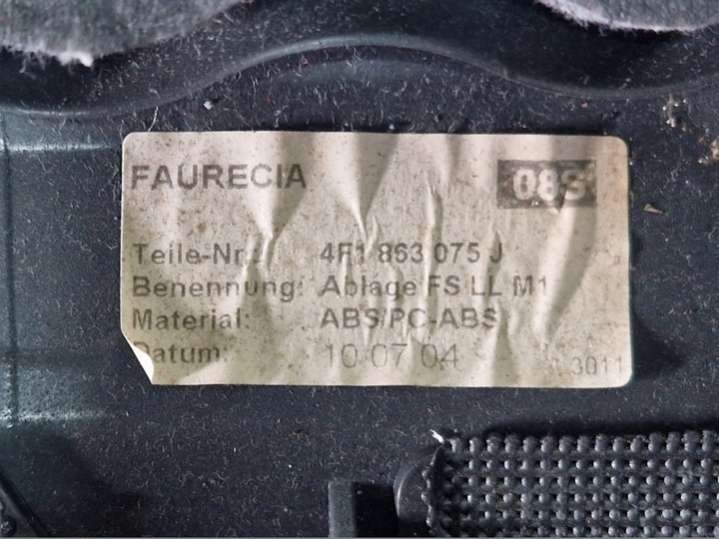 FAURECIA 083
Teile-Nr.: 4F1 863 075 J
Benennung: Ablage FS LL M1
Material: ABS/PC-ABS
Datum: 10 07 04
3011